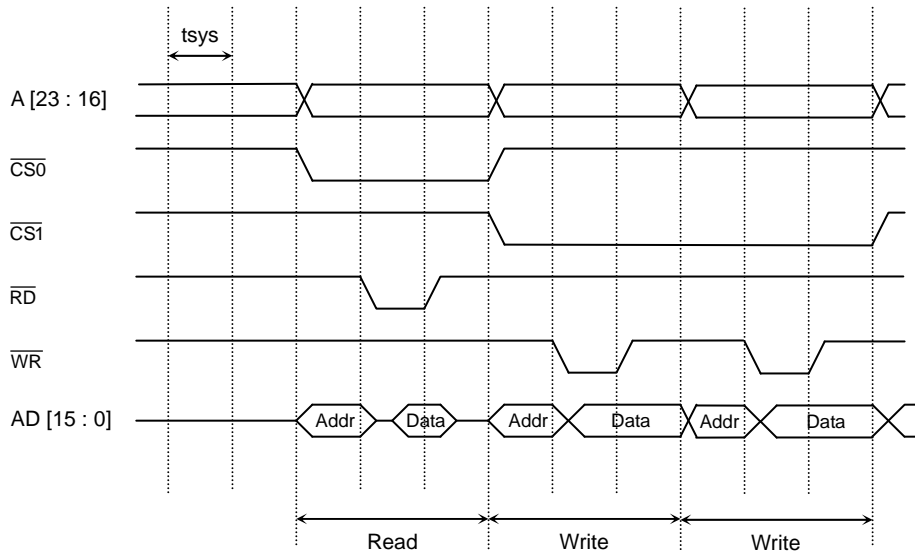 tsys
A [23 : 16]
CS0
CS1
RD
WR
AD [15 : 0] Addr Data Addr Data Addr Data
Read Write Write